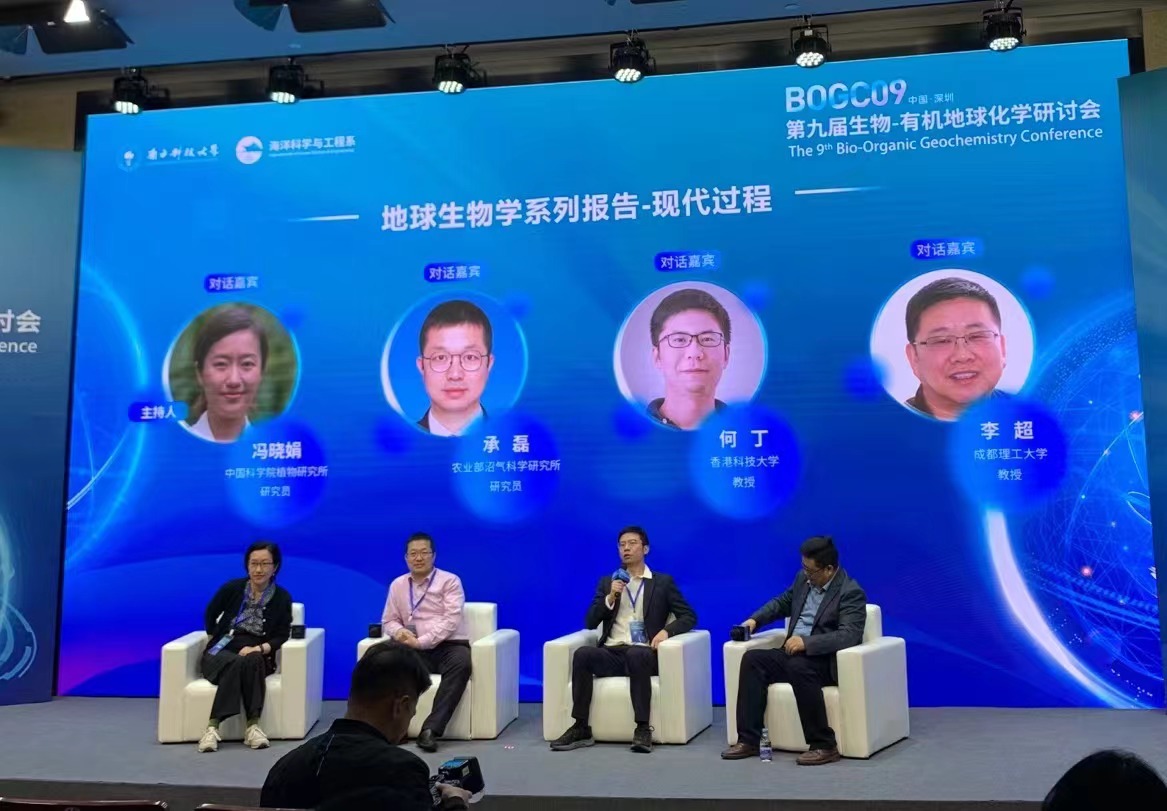 BOGC09 中国·深圳
第九届生物-有机地球化学研讨会
The 9th Bio-Organic Geochemistry Conference
南方科技大学
海洋科学与工程系
地球生物学系列报告-现代过程
对话嘉宾
对话嘉宾
对话嘉宾
对话嘉宾
主持人
冯晓娟
中国科学院植物研究所
研究员
承磊
农业部沼气科学研究所
研究员
何丁
香港科技大学
教授
李超
成都理工大学
教授
讨会
ence